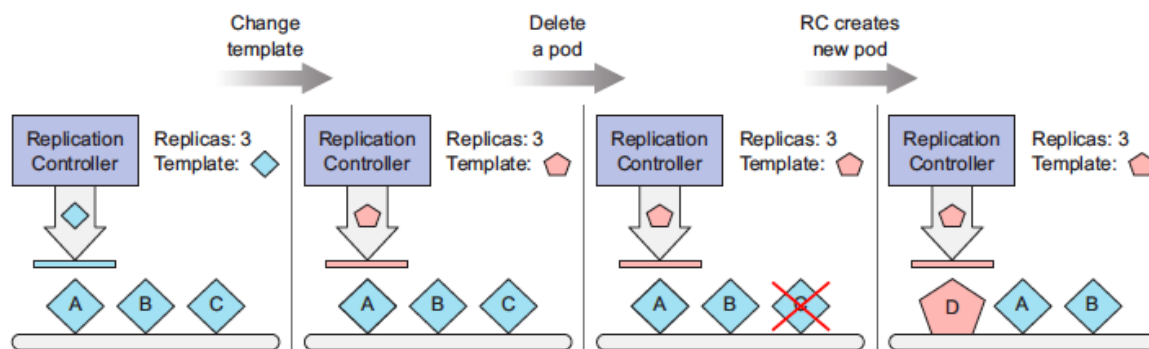 Change
template
Delete
a pod
RC creates
new pod
Replication
Controller
Replicas: 3
Template:
A B C
Replication
Controller
Replicas: 3
Template:
A B C
Replication
Controller
Replicas: 3
Template:
A B C
Replication
Controller
Replicas: 3
Template:
D A B